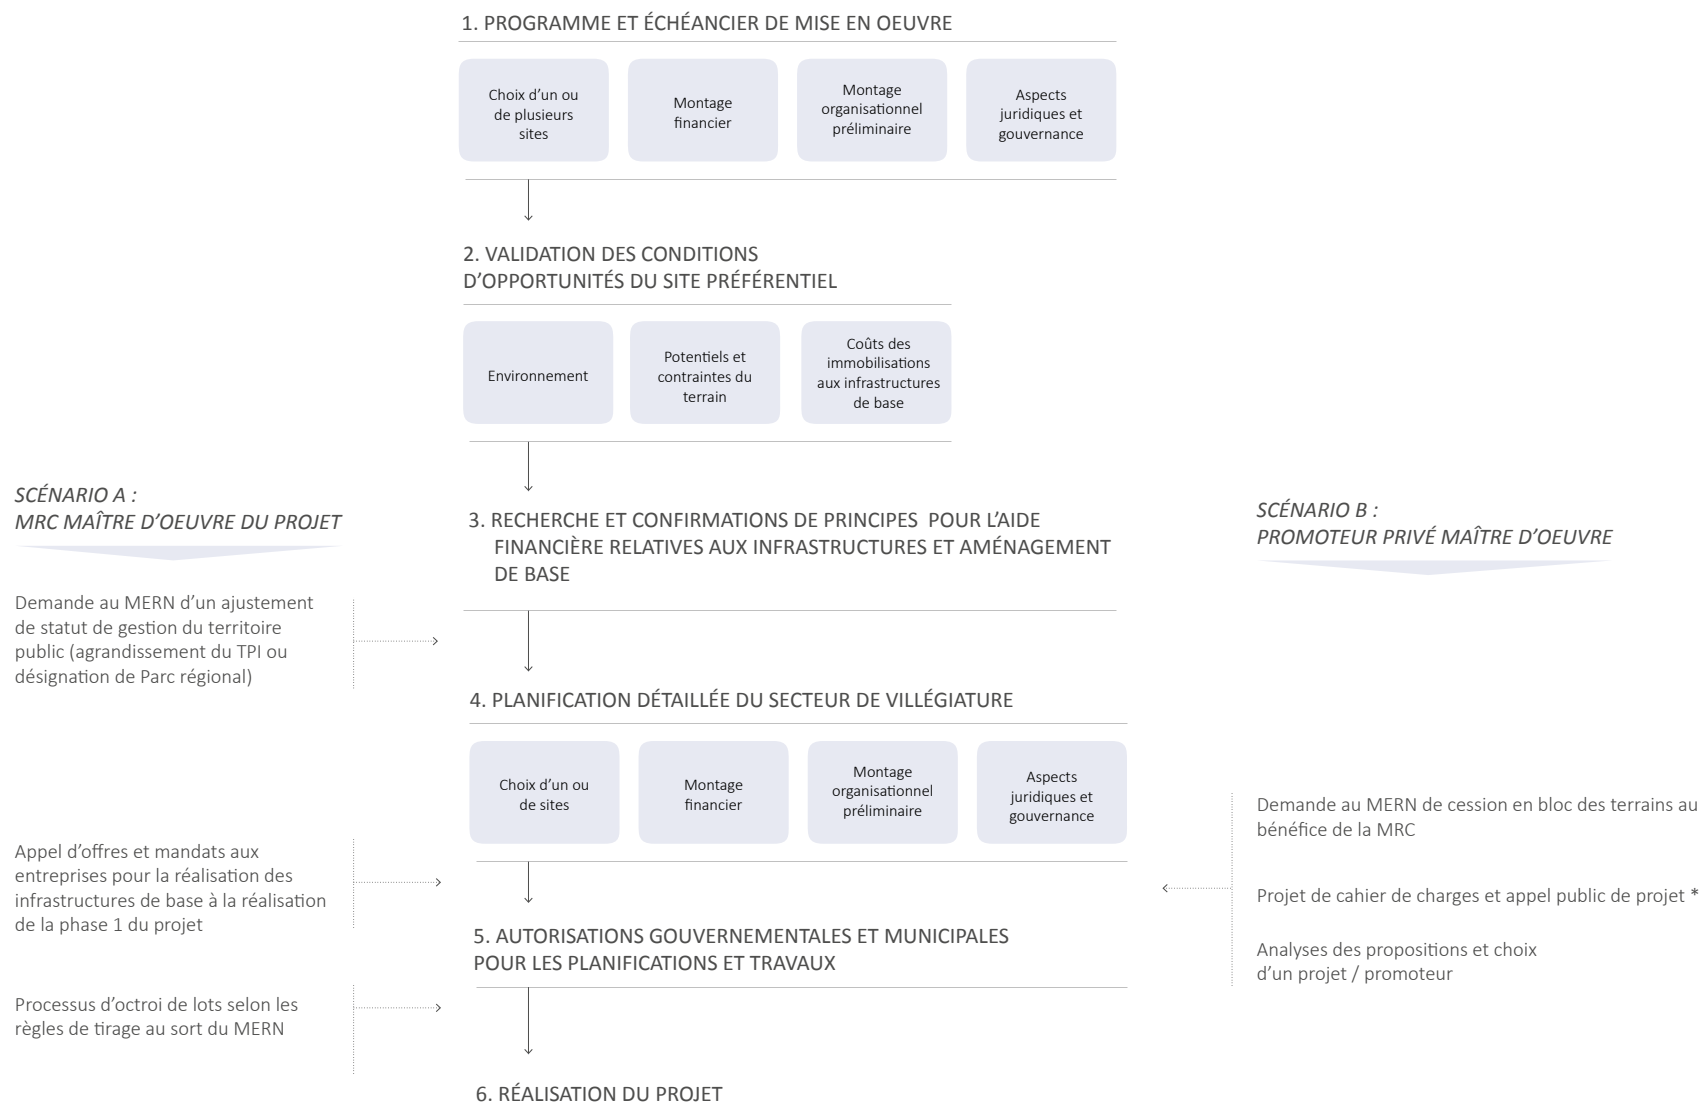 1. PROGRAMME ET ÉCHÉANCIER DE MISE EN OEUVRE
Choix d’un ou
de plusieurs
sites
Montage
financier
Montage
organisationnel
préliminaire
Aspects
juridiques et
gouvernance
2. VALIDATION DES CONDITIONS
D’OPPORTUNITÉS DU SITE PRÉFÉRENTIEL
Environnement
Potentiels et
contraintes du
terrain
Coûts des
immobilisations
aux infrastructures
de base
SCÉNARIO A :
MRC MAÎTRE D’OEUVRE DU PROJET
3. RECHERCHE ET CONFIRMATIONS DE PRINCIPES POUR L’AIDE
FINANCIÈRE RELATIVES AUX INFRASTRUCTURES ET AMÉNAGEMENT
DE BASE
SCÉNARIO B :
PROMOTEUR PRIVÉ MAÎTRE D’OEUVRE
Demande au MERN d’un ajustement
de statut de gestion du territoire
public (agrandissement du TPI ou
désignation de Parc régional)
4. PLANIFICATION DÉTAILLÉE DU SECTEUR DE VILLÉGIATURE
Choix d’un ou
de sites
Montage
financier
Montage
organisationnel
préliminaire
Aspects
juridiques et
gouvernance
Demande au MERN de cession en bloc des terrains au
bénéfice de la MRC
Appel d’offres et mandats aux
entreprises pour la réalisation des
infrastructures de base à la réalisation
de la phase 1 du projet
Projet de cahier de charges et appel public de projet *
5. AUTORISATIONS GOUVERNEMENTALES ET MUNICIPALES
POUR LES PLANIFICATIONS ET TRAVAUX
Analyses des propositions et choix
d’un projet / promoteur
Processus d’octroi de lots selon les
règles de tirage au sort du MERN
6. RÉALISATION DU PROJET